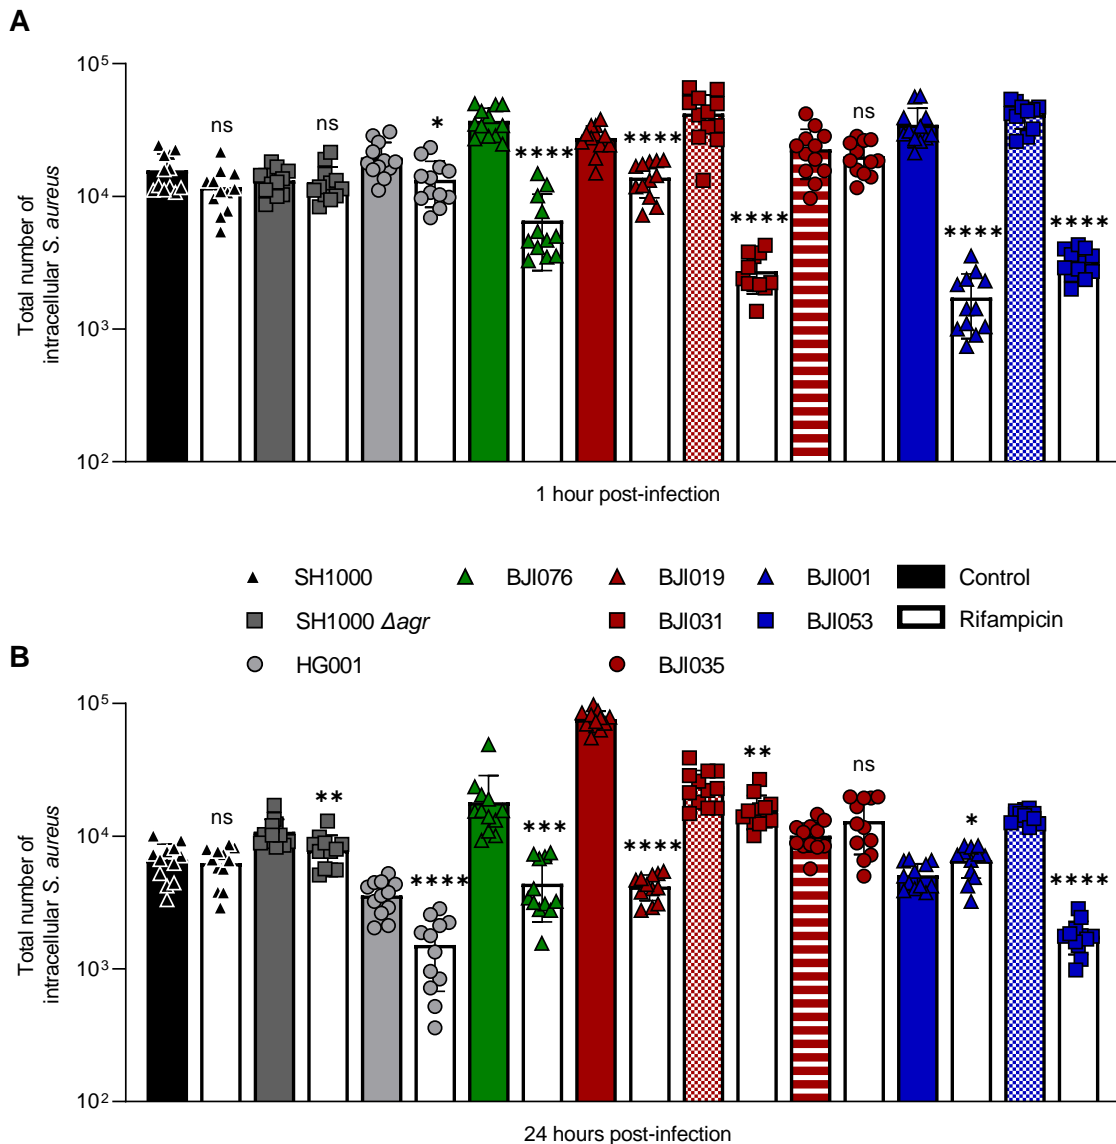 A
10⁵
10⁴
10³
10²
Total number of
intracellular S. aureus
ns
ns
*
****
****
****
ns
****
****
1 hour post-infection
SH1000
BJI076
BJI019
BJI001
Control
SH1000 Δagr
BJI031
BJI053
Rifampicin
HG001
BJI035
B
10⁵
10⁴
10³
10²
Total number of
intracellular S. aureus
ns
**
****
***
****
**
ns
*
****
24 hours post-infection